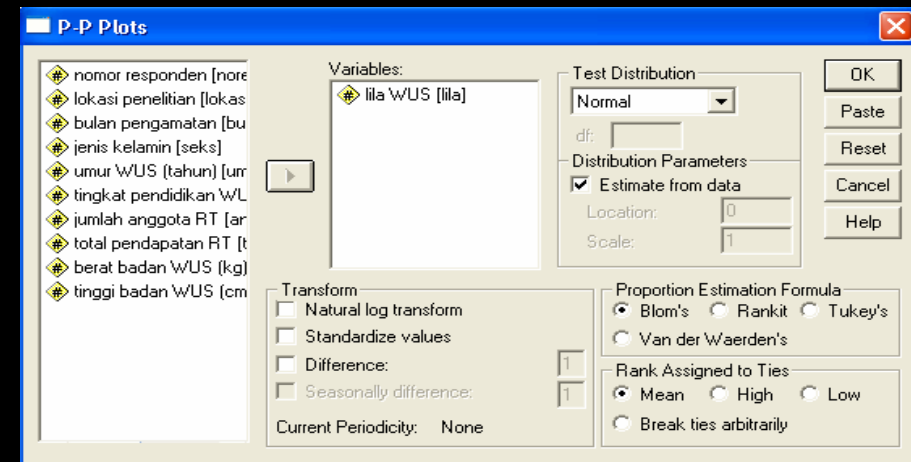 P-P Plots
nomor responden [nore
lokasi penelitian [lokas
bulan pengamatan [bu
jenis kelamin [seks]
umur WUS (tahun) [um
tingkat pendidikan WU
jumlah anggota RT [ar
total pendapatan RT [t
berat badan WUS (kg)
tinggi badan WUS (cm
Variables:
lila WUS [lila]
Test Distribution
Normal
df:
Distribution Parameters
Estimate from data
Location: 0
Scale: 1
OK
Paste
Reset
Cancel
Help
Transform
Natural log transform
Standardize values
Difference: 1
Seasonally difference: 1
Current Periodicity: None
Proportion Estimation Formula
Blom's Rankit Tukey's
Van der Waerden's
Rank Assigned to Ties
Mean High Low
Break ties arbitrarily